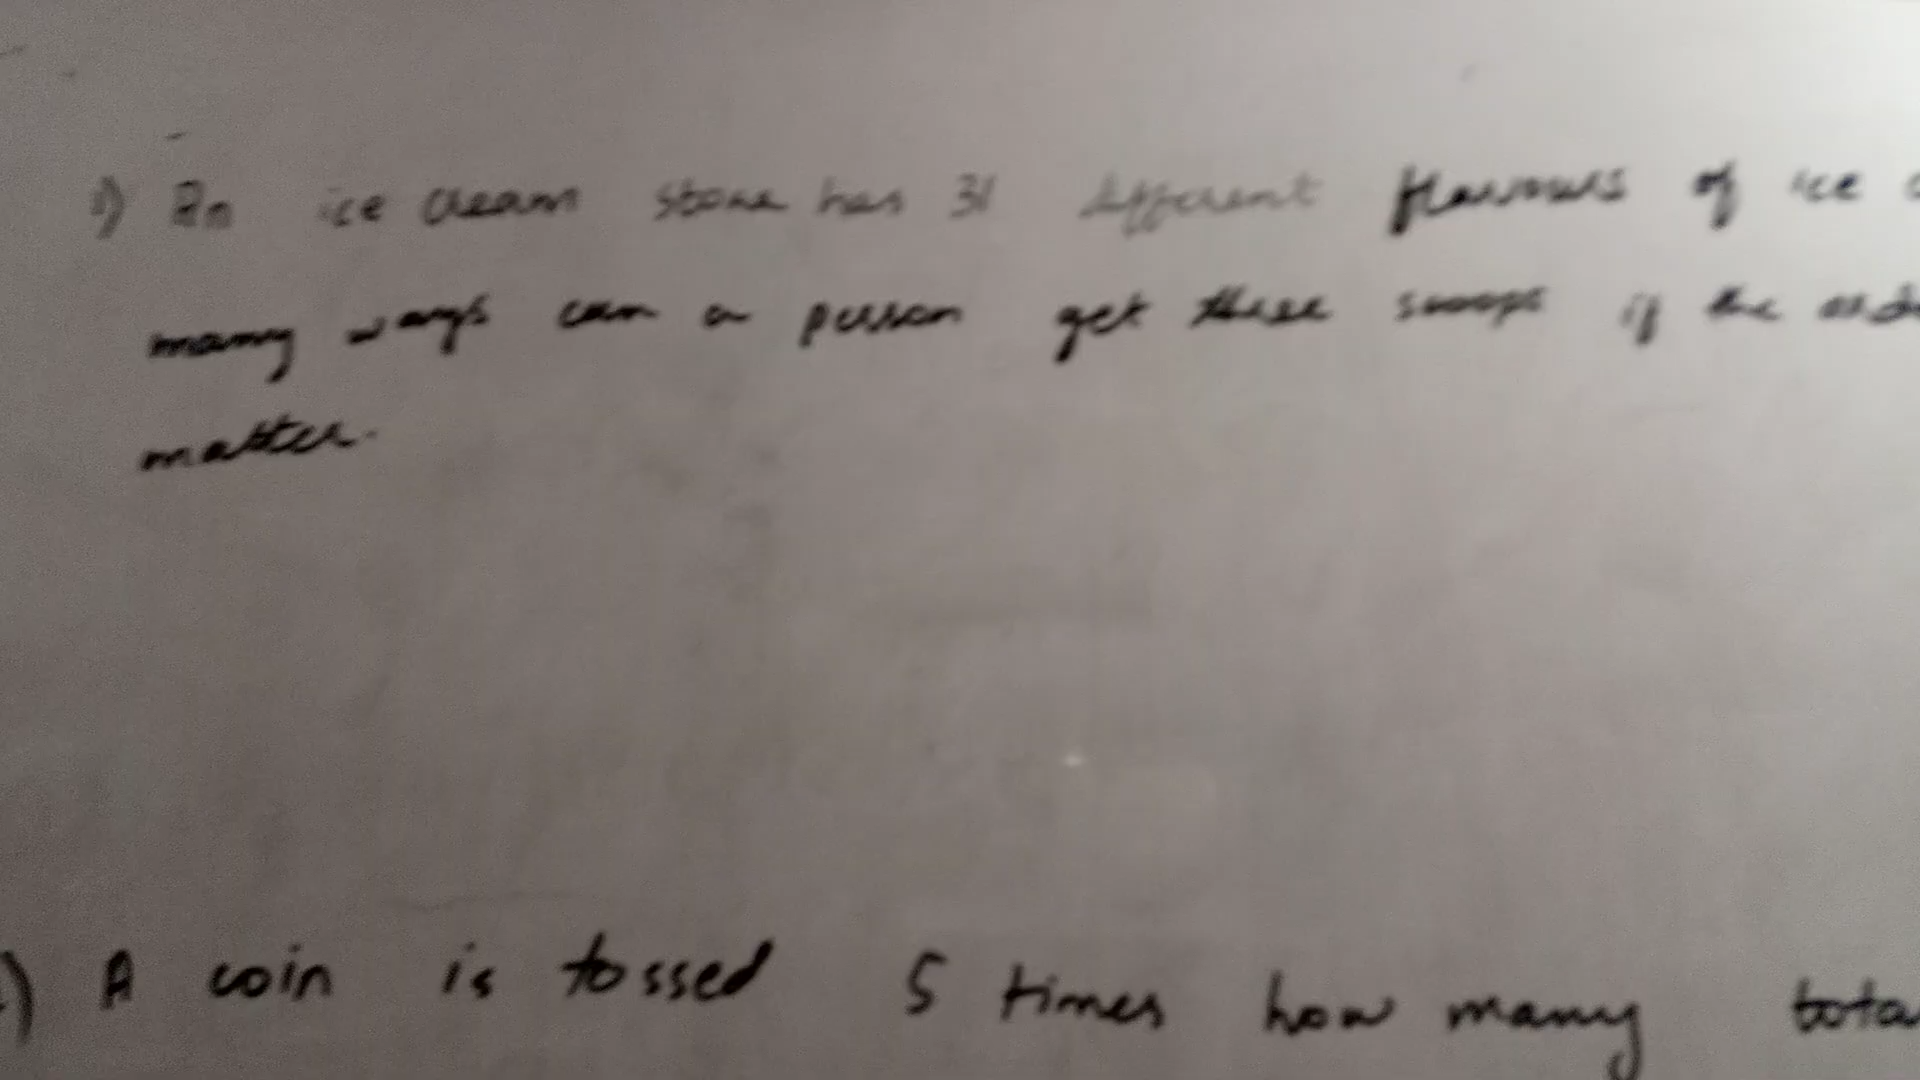 1) An ice cream store has 31 different flavours of ice
many ways can a person get these scoops if the
matter.
A coin is tossed 5 times how many